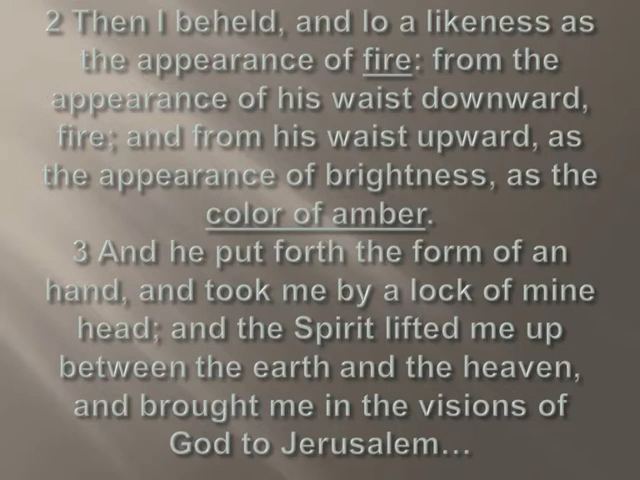 2 Then I beheld, and lo a likeness as
the appearance of fire: from the
appearance of his waist downward,
fire; and from his waist upward, as
the appearance of brightness, as the
color of amber.
3 And he put forth the form of an
hand, and took me by a lock of mine
head; and the Spirit lifted me up
between the earth and the heaven,
and brought me in the visions of
God to Jerusalem...